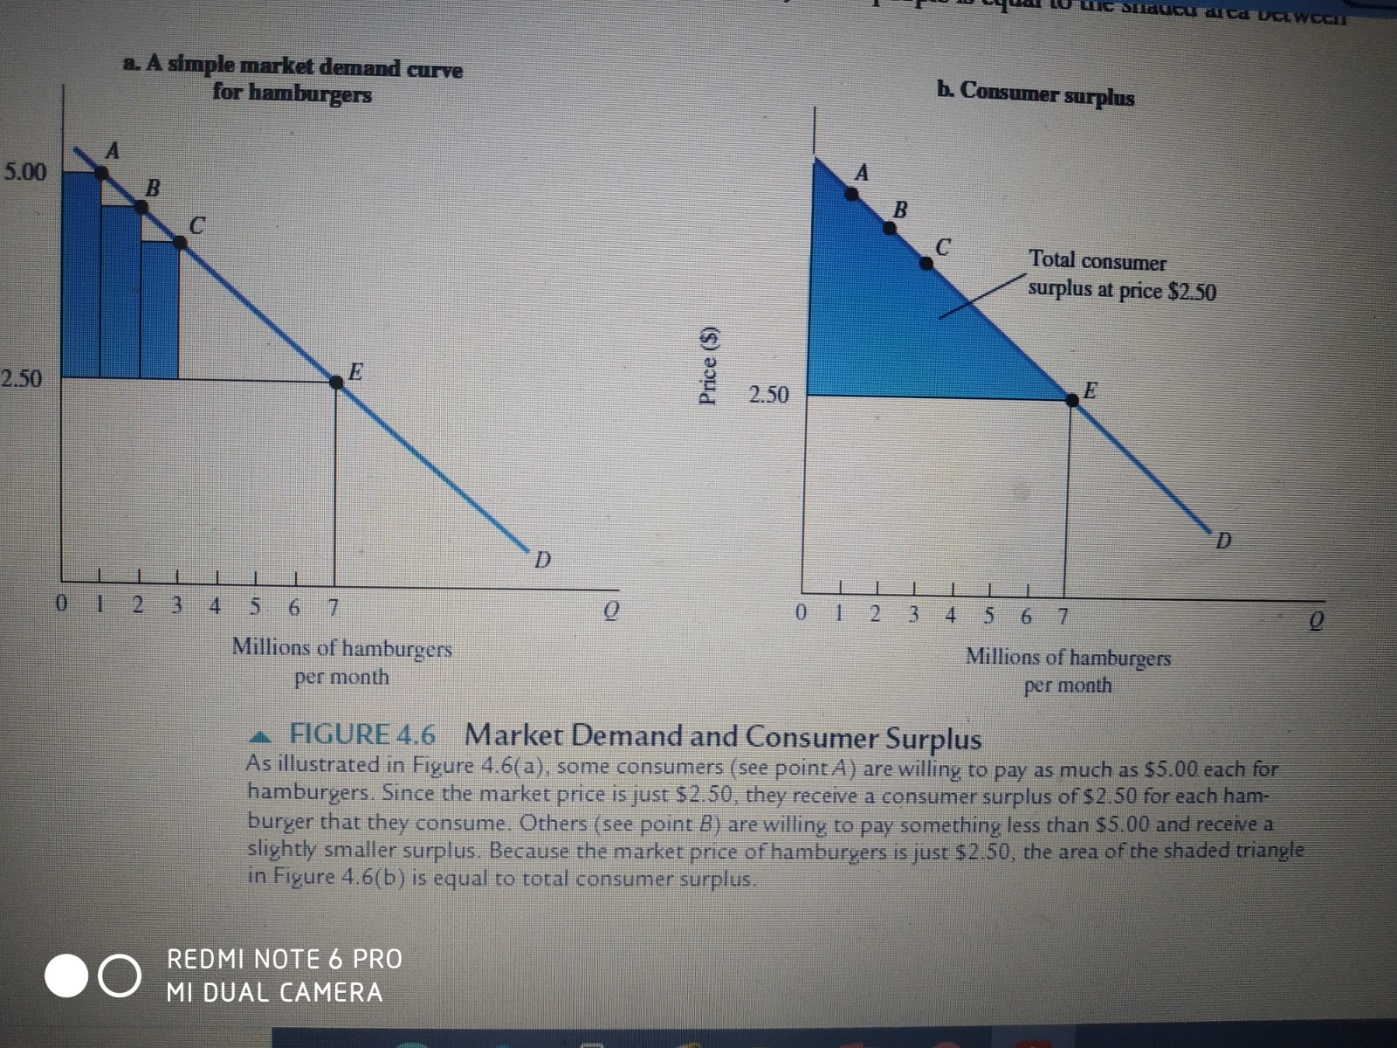 is equal to the shaded area between
a. A simple market demand curve
for hamburgers
b. Consumer surplus
5.00
A
B
C
2.50
E
D
0 1 2 3 4 5 6 7 Q
Millions of hamburgers
per month
A
B
C
Total consumer
surplus at price $2.50
Price ($)
2.50
E
D
0 1 2 3 4 5 6 7 Q
Millions of hamburgers
per month
▲ FIGURE 4.6 Market Demand and Consumer Surplus
As illustrated in Figure 4.6(a), some consumers (see point A) are willing to pay as much as $5.00 each for
hamburgers. Since the market price is just $2.50, they receive a consumer surplus of $2.50 for each ham-
burger that they consume. Others (see point B) are willing to pay something less than $5.00 and receive a
slightly smaller surplus. Because the market price of hamburgers is just $2.50, the area of the shaded triangle
in Figure 4.6(b) is equal to total consumer surplus.
REDMI NOTE 6 PRO
MI DUAL CAMERA